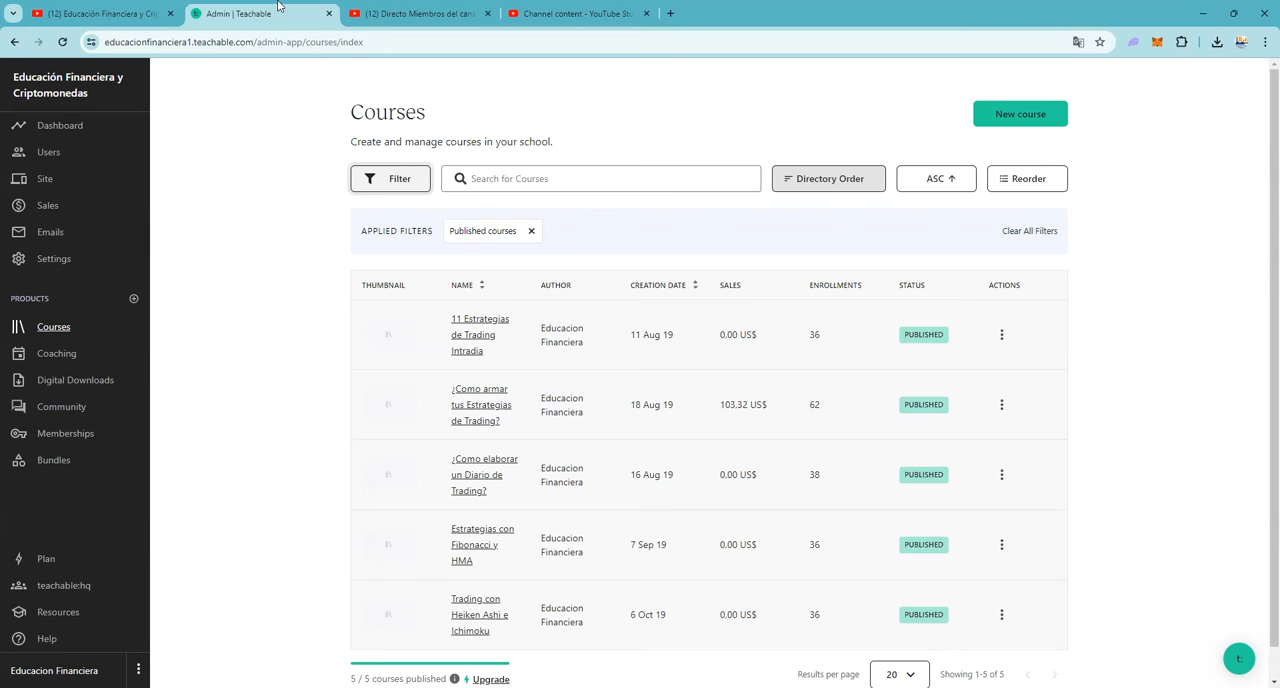 (12) Educación Financiera y Crip
Admin | Teachable
(12) Directo Miembros del cana
Channel content - YouTube Stu
educacionfinanciera1.teachable.com/admin-app/courses/index
Educación Financiera y
Criptomonedas
Dashboard
Users
Site
Sales
Emails
Settings
PRODUCTS
Courses
Coaching
Digital Downloads
Community
Memberships
Bundles
Plan
teachable:hq
Resources
Help
Educacion Financiera
Courses
New course
Create and manage courses in your school.
Filter
Search for Courses
Directory Order
ASC
Reorder
APPLIED FILTERS
Published courses
Clear All Filters
THUMBNAIL NAME AUTHOR CREATION DATE SALES ENROLLMENTS STATUS ACTIONS
11 Estrategias
de Trading
Intradia
Educacion
Financiera
11 Aug 19
0,00 US$
36
PUBLISHED
¿Como armar
tus Estrategias
de Trading?
Educacion
Financiera
18 Aug 19
103,32 US$
62
PUBLISHED
¿Como elaborar
un Diario de
Trading?
Educacion
Financiera
16 Aug 19
0,00 US$
38
PUBLISHED
Estrategias con
Fibonacci y
HMA
Educacion
Financiera
7 Sep 19
0,00 US$
36
PUBLISHED
Trading con
Heiken Ashi e
Ichimoku
Educacion
Financiera
6 Oct 19
0,00 US$
36
PUBLISHED
5 / 5 courses published
Upgrade
Results per page
20
Showing 1-5 of 5
t: